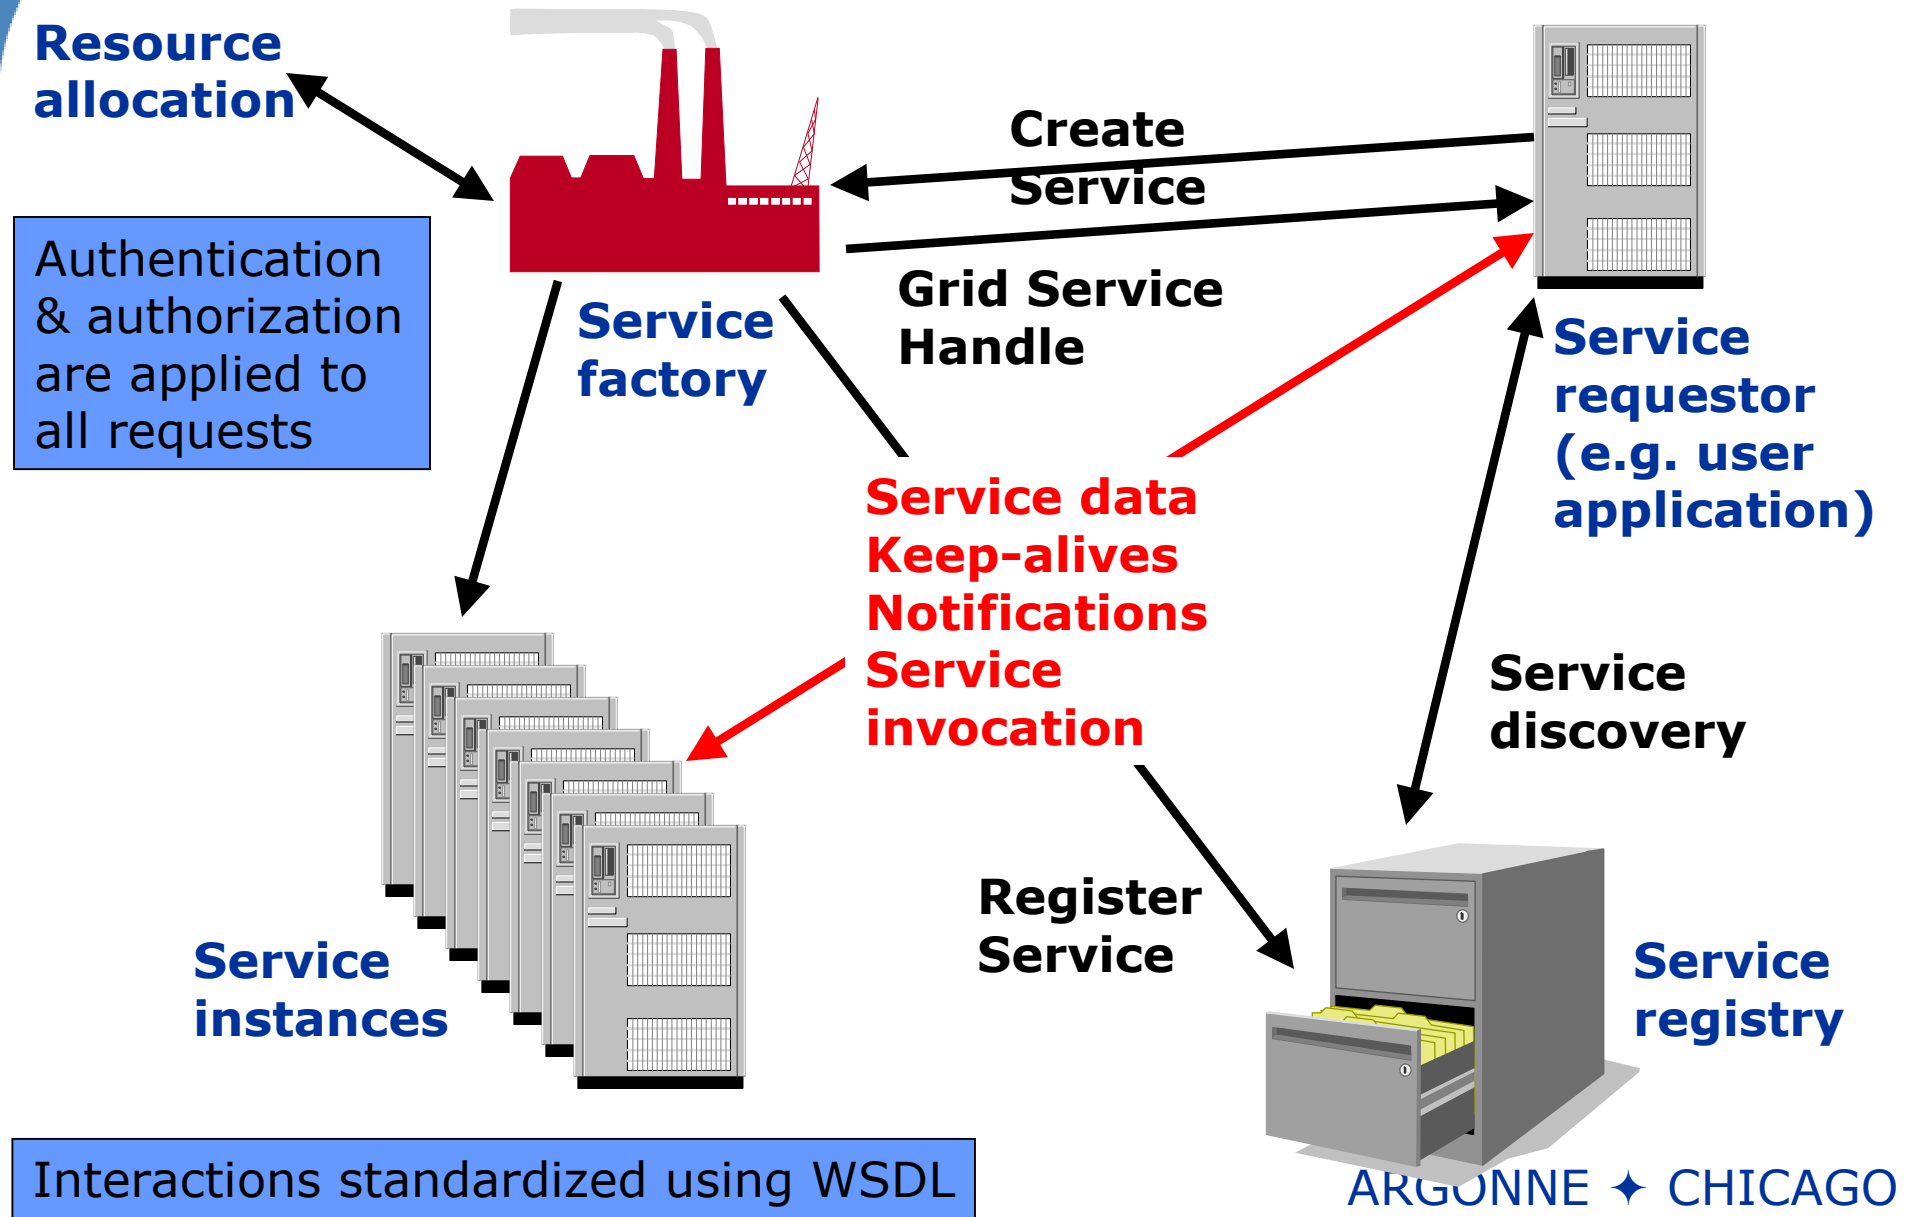 Resource
allocation
Create
Service
Authentication
& authorization
are applied to
all requests
Grid Service
Handle
Service
factory
Service
requestor
(e.g. user
application)
Service data
Keep-alives
Notifications
Service
invocation
Service
discovery
Register
Service
Service
instances
Service
registry
Interactions standardized using WSDL
ARGONNE ✦ CHICAGO